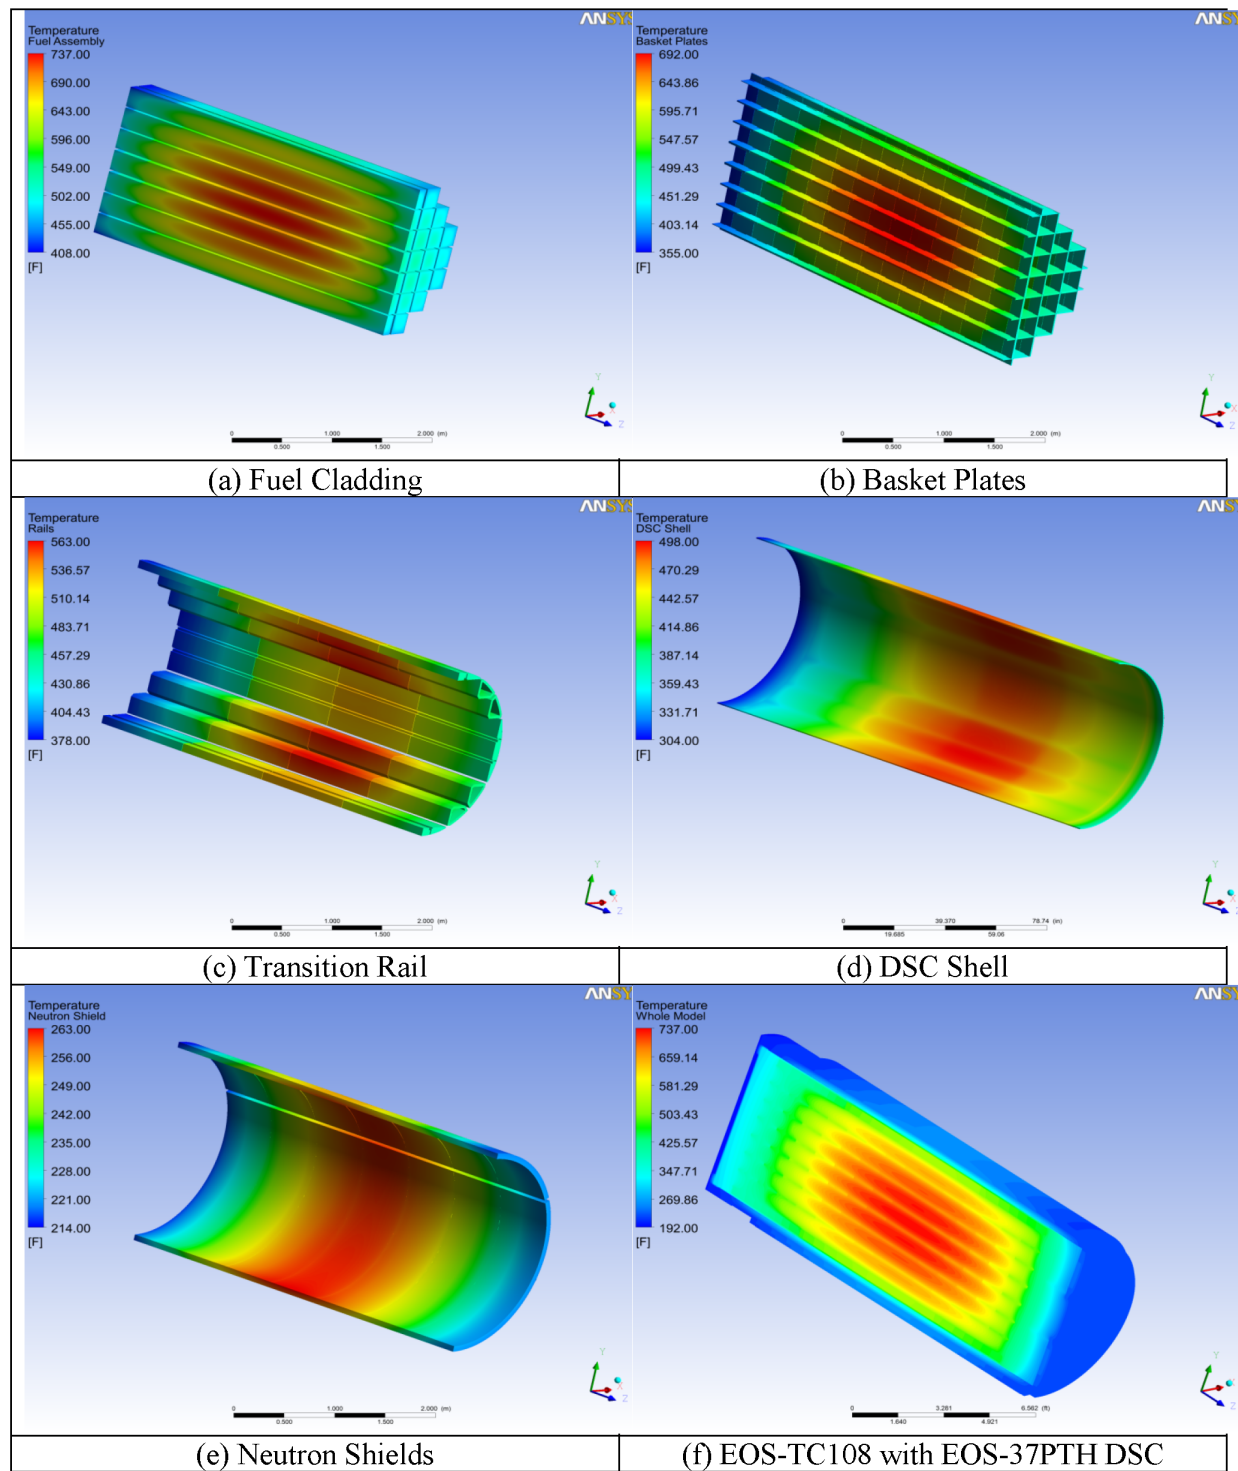 ANSYS
Temperature
Fuel Assembly
737.00
690.00
643.00
596.00
549.00
502.00
455.00
408.00
[F]
Y
X
Z
0 1.000 2.000 (m)
0.500 1.500
(a) Fuel Cladding
ANSYS
Temperature
Basket Plates
692.00
643.86
595.71
547.57
499.43
451.29
403.14
355.00
[F]
Y
X
Z
0 1.000 2.000 (m)
0.500 1.500
(b) Basket Plates
ANSYS
Temperature
Rails
563.00
536.57
510.14
483.71
457.29
430.86
404.43
378.00
[F]
Y
X
Z
0 1.000 2.000 (m)
0.500 1.500
(c) Transition Rail
ANSYS
Temperature
DSC Shell
498.00
470.29
442.57
414.86
387.14
359.43
331.71
304.00
[F]
Y
X
Z
0 39.370 78.74 (in)
19.685 59.06
(d) DSC Shell
ANSYS
Temperature
Neutron Shield
263.00
256.00
249.00
242.00
235.00
228.00
221.00
214.00
[F]
Y
X
Z
0 1.000 2.000 (m)
0.500 1.500
(e) Neutron Shields
ANSYS
Temperature
Whole Model
737.00
659.14
581.29
503.43
425.57
347.71
269.86
192.00
[F]
Y
X
Z
0 3.281 6.562 (ft)
1.640 4.921
(f) EOS-TC108 with EOS-37PTH DSC